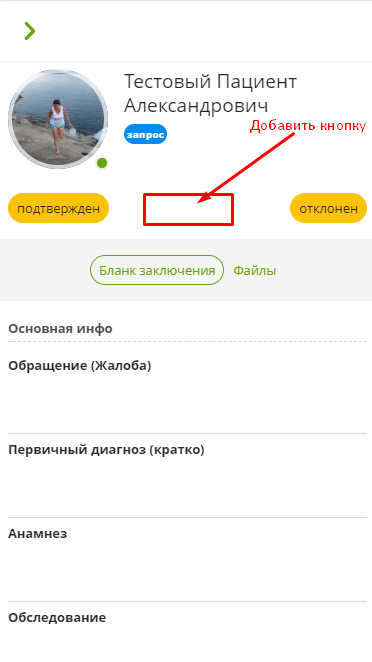 Тестовый Пациент
Александрович
запрос
Добавить кнопку
подтвержден
отклонен
Бланк заключения Файлы
Основная инфо
Обращение (Жалоба)
Первичный диагноз (кратко)
Анамнез
Обследование